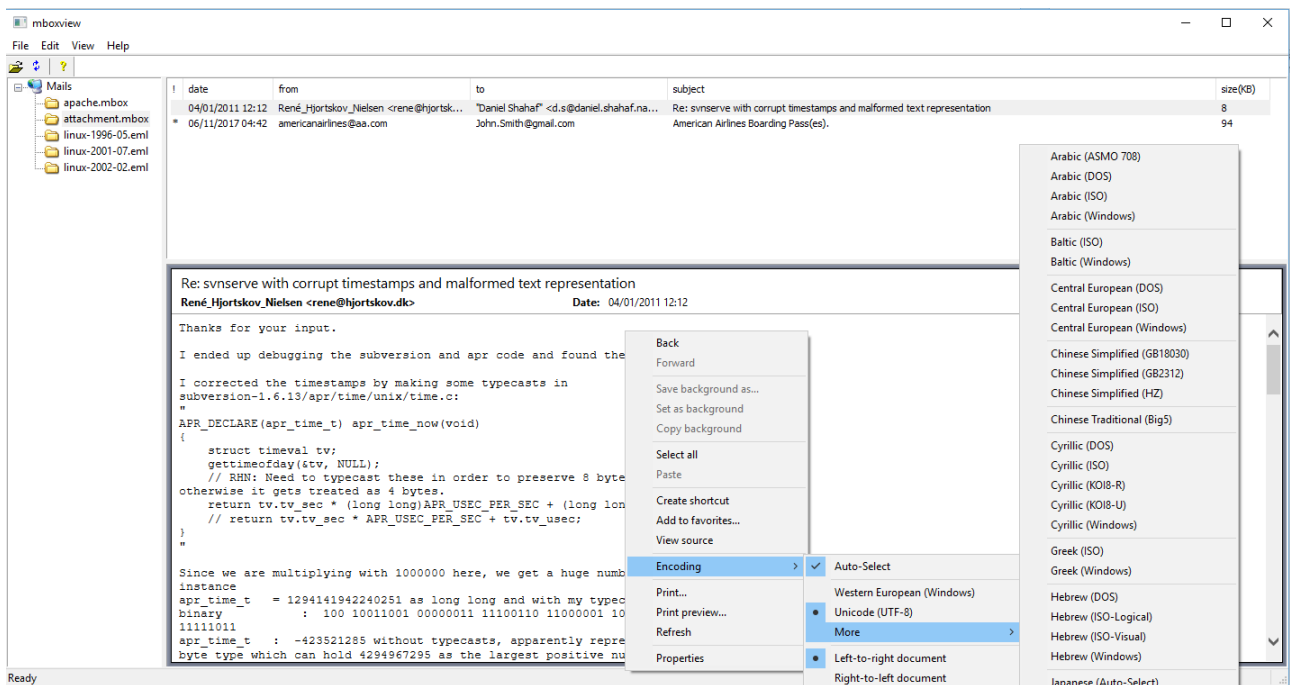 mboxview
File Edit View Help
Mails
apache.mbox
attachment.mbox
linux-1996-05.eml
linux-2001-07.eml
linux-2002-02.eml
! date from to subject size(KB)
04/01/2011 12:12 René_Hjortskov_Nielsen <rene@hjortsk... "Daniel Shahaf" <d.s@daniel.shahaf.na... Re: svnserve with corrupt timestamps and malformed text representation 8
* 06/11/2017 04:42 americanairlines@aa.com John.Smith@gmail.com American Airlines Boarding Pass(es). 94
Re: svnserve with corrupt timestamps and malformed text representation
René_Hjortskov_Nielsen <rene@hjortskov.dk> Date: 04/01/2011 12:12
Thanks for your input.
I ended up debugging the subversion and apr code and found the
I corrected the timestamps by making some typecasts in
subversion-1.6.13/apr/time/unix/time.c:
"
APR_DECLARE(apr_time_t) apr_time_now(void)
{
struct timeval tv;
gettimeofday(&tv, NULL);
// RHN: Need to typecast these in order to preserve 8 byte
otherwise it gets treated as 4 bytes.
return tv.tv_sec * (long long)APR_USEC_PER_SEC + (long lon
// return tv.tv_sec * APR_USEC_PER_SEC + tv.tv_usec;
}
"
Since we are multiplying with 1000000 here, we get a huge numb
instance
apr_time_t = 1294141942240251 as long long and with my typec
binary : 100 10011001 00000011 11100110 11000001 10
11111011
apr_time_t : -423521285 without typecasts, apparently repre
byte type which can hold 4294967295 as the largest positive nu
Back
Forward
Save background as...
Set as background
Copy background
Select all
Paste
Create shortcut
Add to favorites...
View source
Encoding
Print...
Print preview...
Refresh
Properties
Auto-Select
Western European (Windows)
Unicode (UTF-8)
More
Left-to-right document
Right-to-left document
Arabic (ASMO 708)
Arabic (DOS)
Arabic (ISO)
Arabic (Windows)
Baltic (ISO)
Baltic (Windows)
Central European (DOS)
Central European (ISO)
Central European (Windows)
Chinese Simplified (GB18030)
Chinese Simplified (GB2312)
Chinese Simplified (HZ)
Chinese Traditional (Big5)
Cyrillic (DOS)
Cyrillic (ISO)
Cyrillic (KOI8-R)
Cyrillic (KOI8-U)
Cyrillic (Windows)
Greek (ISO)
Greek (Windows)
Hebrew (DOS)
Hebrew (ISO-Logical)
Hebrew (ISO-Visual)
Hebrew (Windows)
Japanese (Auto-Select)
Ready